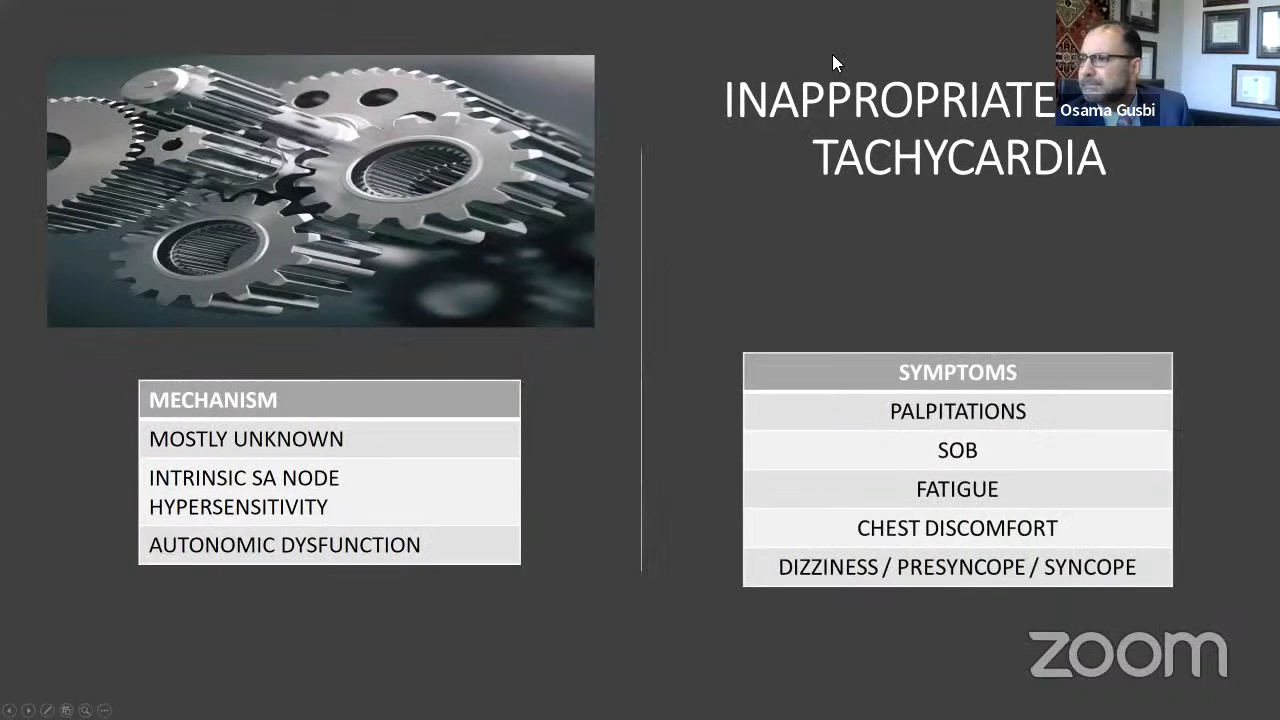 INAPPROPRIATE
TACHYCARDIA
Osama Gusbi
MECHANISM
MOSTLY UNKNOWN
INTRINSIC SA NODE
HYPERSENSITIVITY
AUTONOMIC DYSFUNCTION
SYMPTOMS
PALPITATIONS
SOB
FATIGUE
CHEST DISCOMFORT
DIZZINESS / PRESYNCOPE / SYNCOPE
zoom